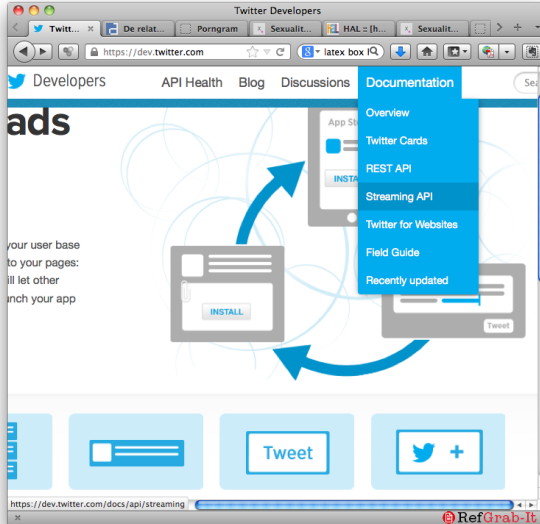 Twitter Developers
Twitt...
De relat...
Porngram
Sexualit...
HAL :: [h...
Sexualit...
https://dev.twitter.com
latex box l
Developers
API Health
Blog
Discussions
Documentation
Sea
ads
App Sto
INSTA
Overview
Twitter Cards
REST API
Streaming API
Twitter for Websites
Field Guide
Recently updated
your user base
to your pages:
ill let other
unch your app
INSTALL
Tweet
Tweet
+
https://dev.twitter.com/docs/api/streaming
RefGrab-It